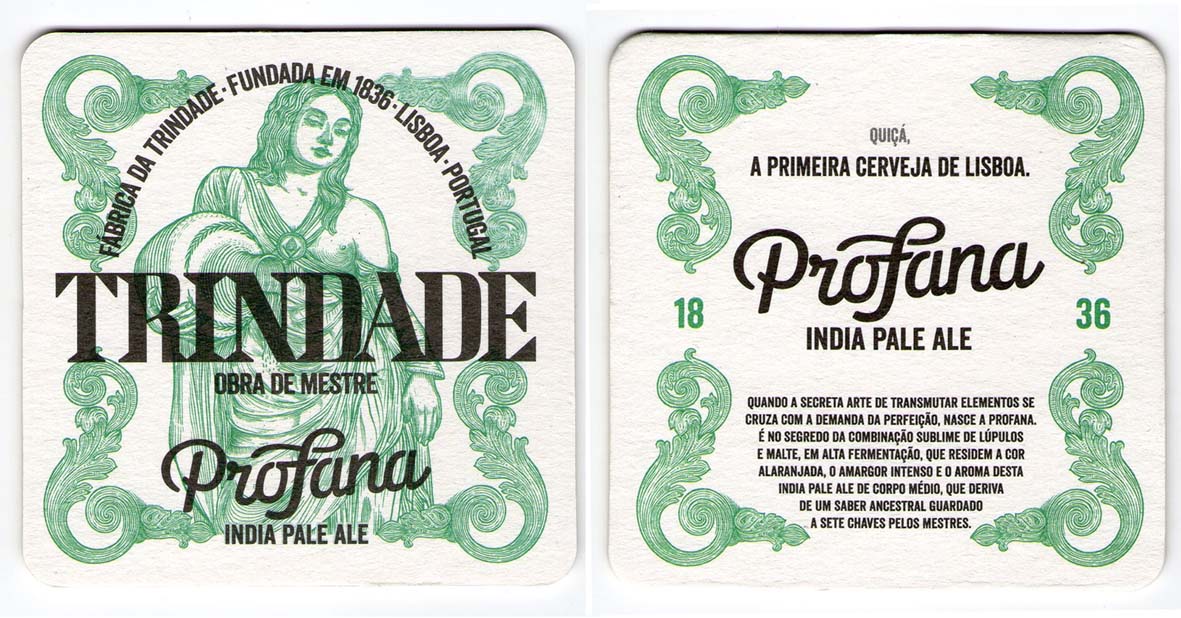 FÁBRICA DA TRINDADE · FUNDADA EM 1836 · LISBOA · PORTUGAL
TRINDADE
OBRA DE MESTRE
Profana
INDIA PALE ALE
QUIÇÁ,
A PRIMEIRA CERVEJA DE LISBOA.
Profana
18 36
INDIA PALE ALE
QUANDO A SECRETA ARTE DE TRANSMUTAR ELEMENTOS SE
CRUZA COM A DEMANDA DA PERFEIÇÃO, NASCE A PROFANA.
É NO SEGREDO DA COMBINAÇÃO SUBLIME DE LÚPULOS
E MALTE, EM ALTA FERMENTAÇÃO, QUE RESIDEM A COR
ALARANJADA, O AMARGOR INTENSO E O AROMA DESTA
INDIA PALE ALE DE CORPO MÉDIO, QUE DERIVA
DE UM SABER ANCESTRAL GUARDADO
A SETE CHAVES PELOS MESTRES.